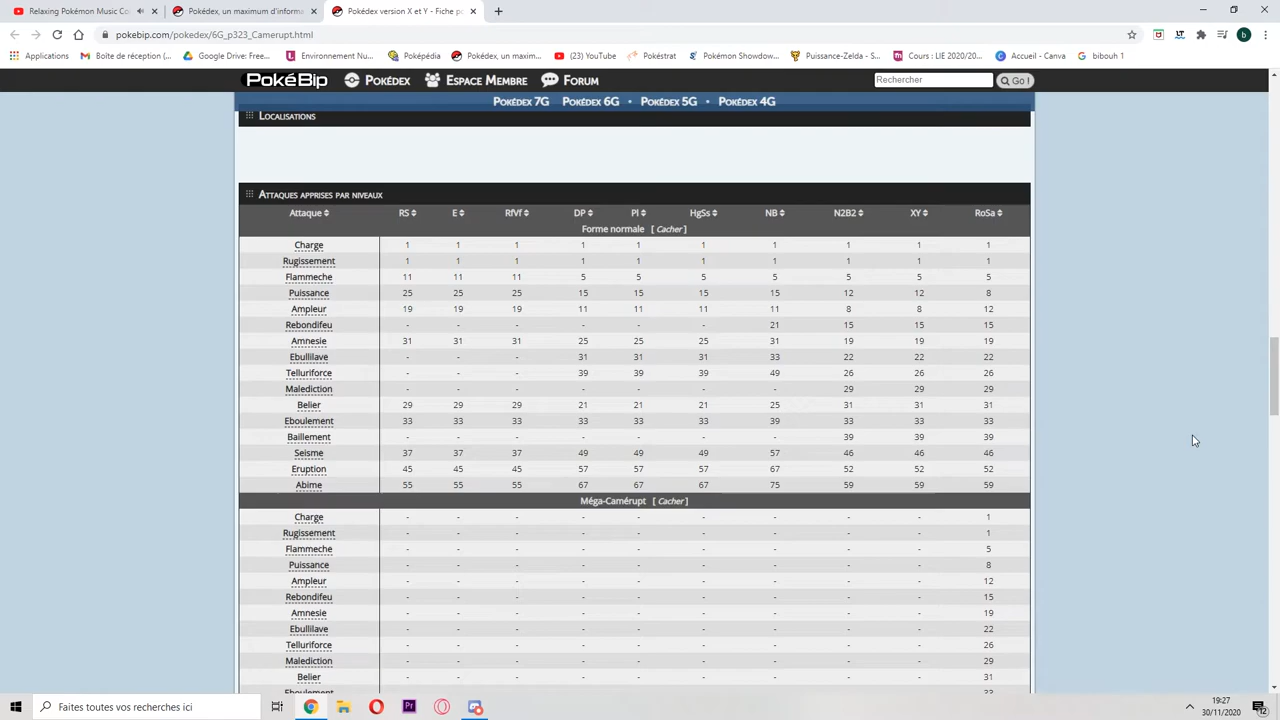 Relaxing Pokémon Music Co
Pokédex, un maximum d'informa
Pokédex version X et Y - Fiche po
pokebip.com/pokedex/6G_p323_Camerupt.html
Applications
Boîte de réception (...
Google Drive: Free...
Environnement Nu...
Poképédia
Pokédex, un maxim...
(23) YouTube
Pokéstrat
Pokémon Showdow...
Puissance-Zelda - S...
Cours : L1E 2020/20...
Accueil - Canva
bibouh 1
PokéBip Pokédex Espace Membre Forum Rechercher Go !
Pokédex 7G Pokédex 6G • Pokédex 5G • Pokédex 4G
Localisations
Attaques apprises par niveaux
Attaque RS E RfVf DP Pl HgSs NB N2B2 XY RoSa
Forme normale [ Cacher ]
Charge 1 1 1 1 1 1 1 1 1 1
Rugissement 1 1 1 1 1 1 1 1 1 1
Flammeche 11 11 11 5 5 5 5 5 5 5
Puissance 25 25 25 15 15 15 15 12 12 8
Ampleur 19 19 19 11 11 11 11 8 8 12
Rebondifeu - - - - - - 21 15 15 15
Amnesie 31 31 31 25 25 25 31 19 19 19
Ebullilave - - - 31 31 31 33 22 22 22
Telluriforce - - - 39 39 39 49 26 26 26
Malediction - - - - - - - 29 29 29
Belier 29 29 29 21 21 21 25 31 31 31
Eboulement 33 33 33 33 33 33 39 33 33 33
Baillement - - - - - - - 39 39 39
Seisme 37 37 37 49 49 49 57 46 46 46
Eruption 45 45 45 57 57 57 67 52 52 52
Abime 55 55 55 67 67 67 75 59 59 59
Méga-Camérupt [ Cacher ]
Charge - - - - - - - - - 1
Rugissement - - - - - - - - - 1
Flammeche - - - - - - - - - 5
Puissance - - - - - - - - - 8
Ampleur - - - - - - - - - 12
Rebondifeu - - - - - - - - - 15
Amnesie - - - - - - - - - 19
Ebullilave - - - - - - - - - 22
Telluriforce - - - - - - - - - 26
Malediction - - - - - - - - - 29
Belier - - - - - - - - - 31
Eboulement - - - - - - - - - 33
Faites toutes vos recherches ici
19:27
30/11/2020